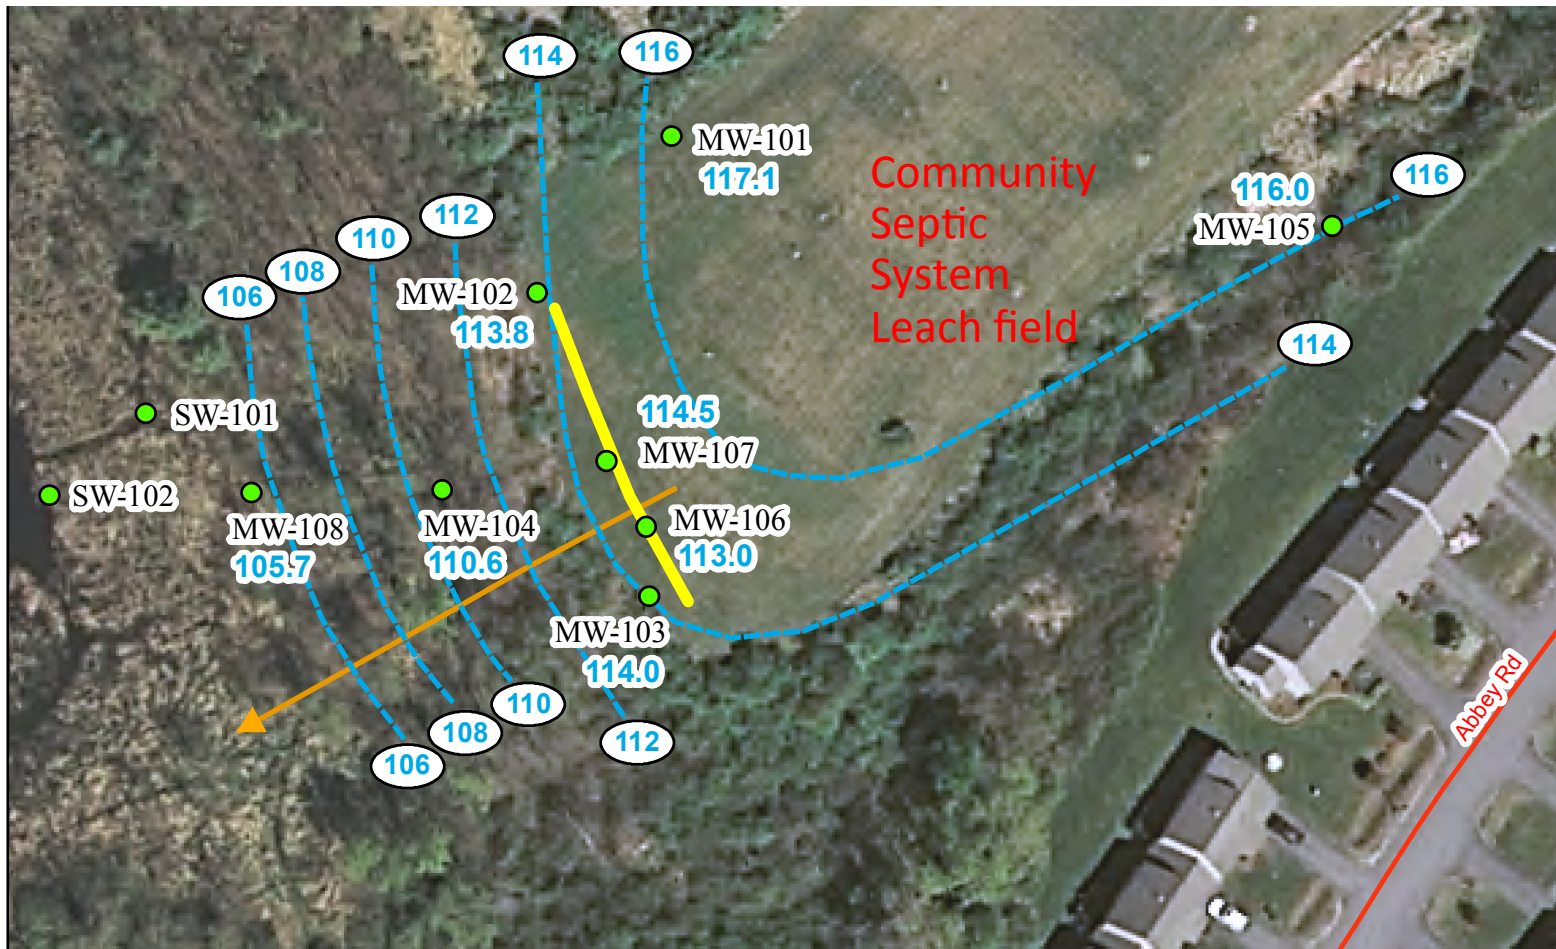 114
116
MW-101
117.1
Community
Septic
System
Leach field
116.0
MW-105
116
112
110
108
106
MW-102
113.8
114
114.5
MW-107
SW-101
SW-102
MW-108
105.7
MW-104
110.6
MW-106
113.0
MW-103
114.0
110
108
112
106
Abbey Rd